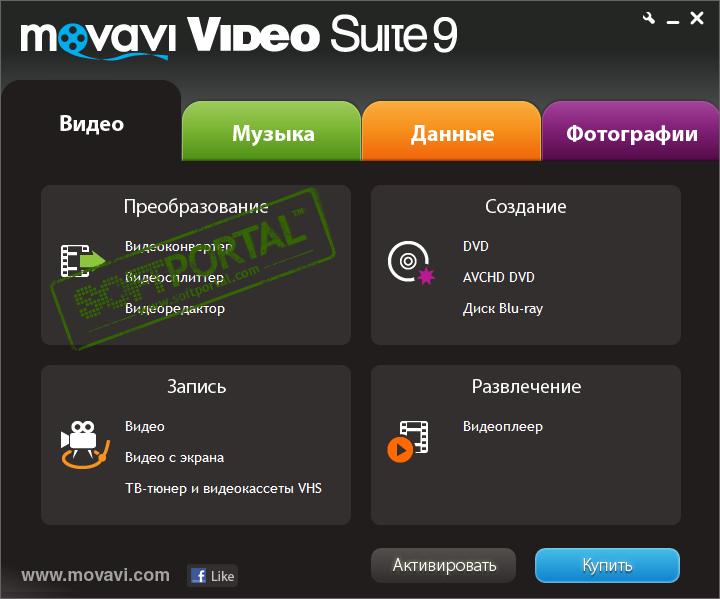 movavi Video Suite 9
Видео
Музыка
Данные
Фотографии
Преобразование
Видеоконвертер
Видеосплиттер
Видеоредактор
SOFTPORTAL™
www.softportal.com
Создание
DVD
AVCHD DVD
Диск Blu-ray
Запись
Видео
Видео с экрана
ТВ-тюнер и видеокассеты VHS
Развлечение
Видеоплеер
www.movavi.com
Like
Активировать
Купить